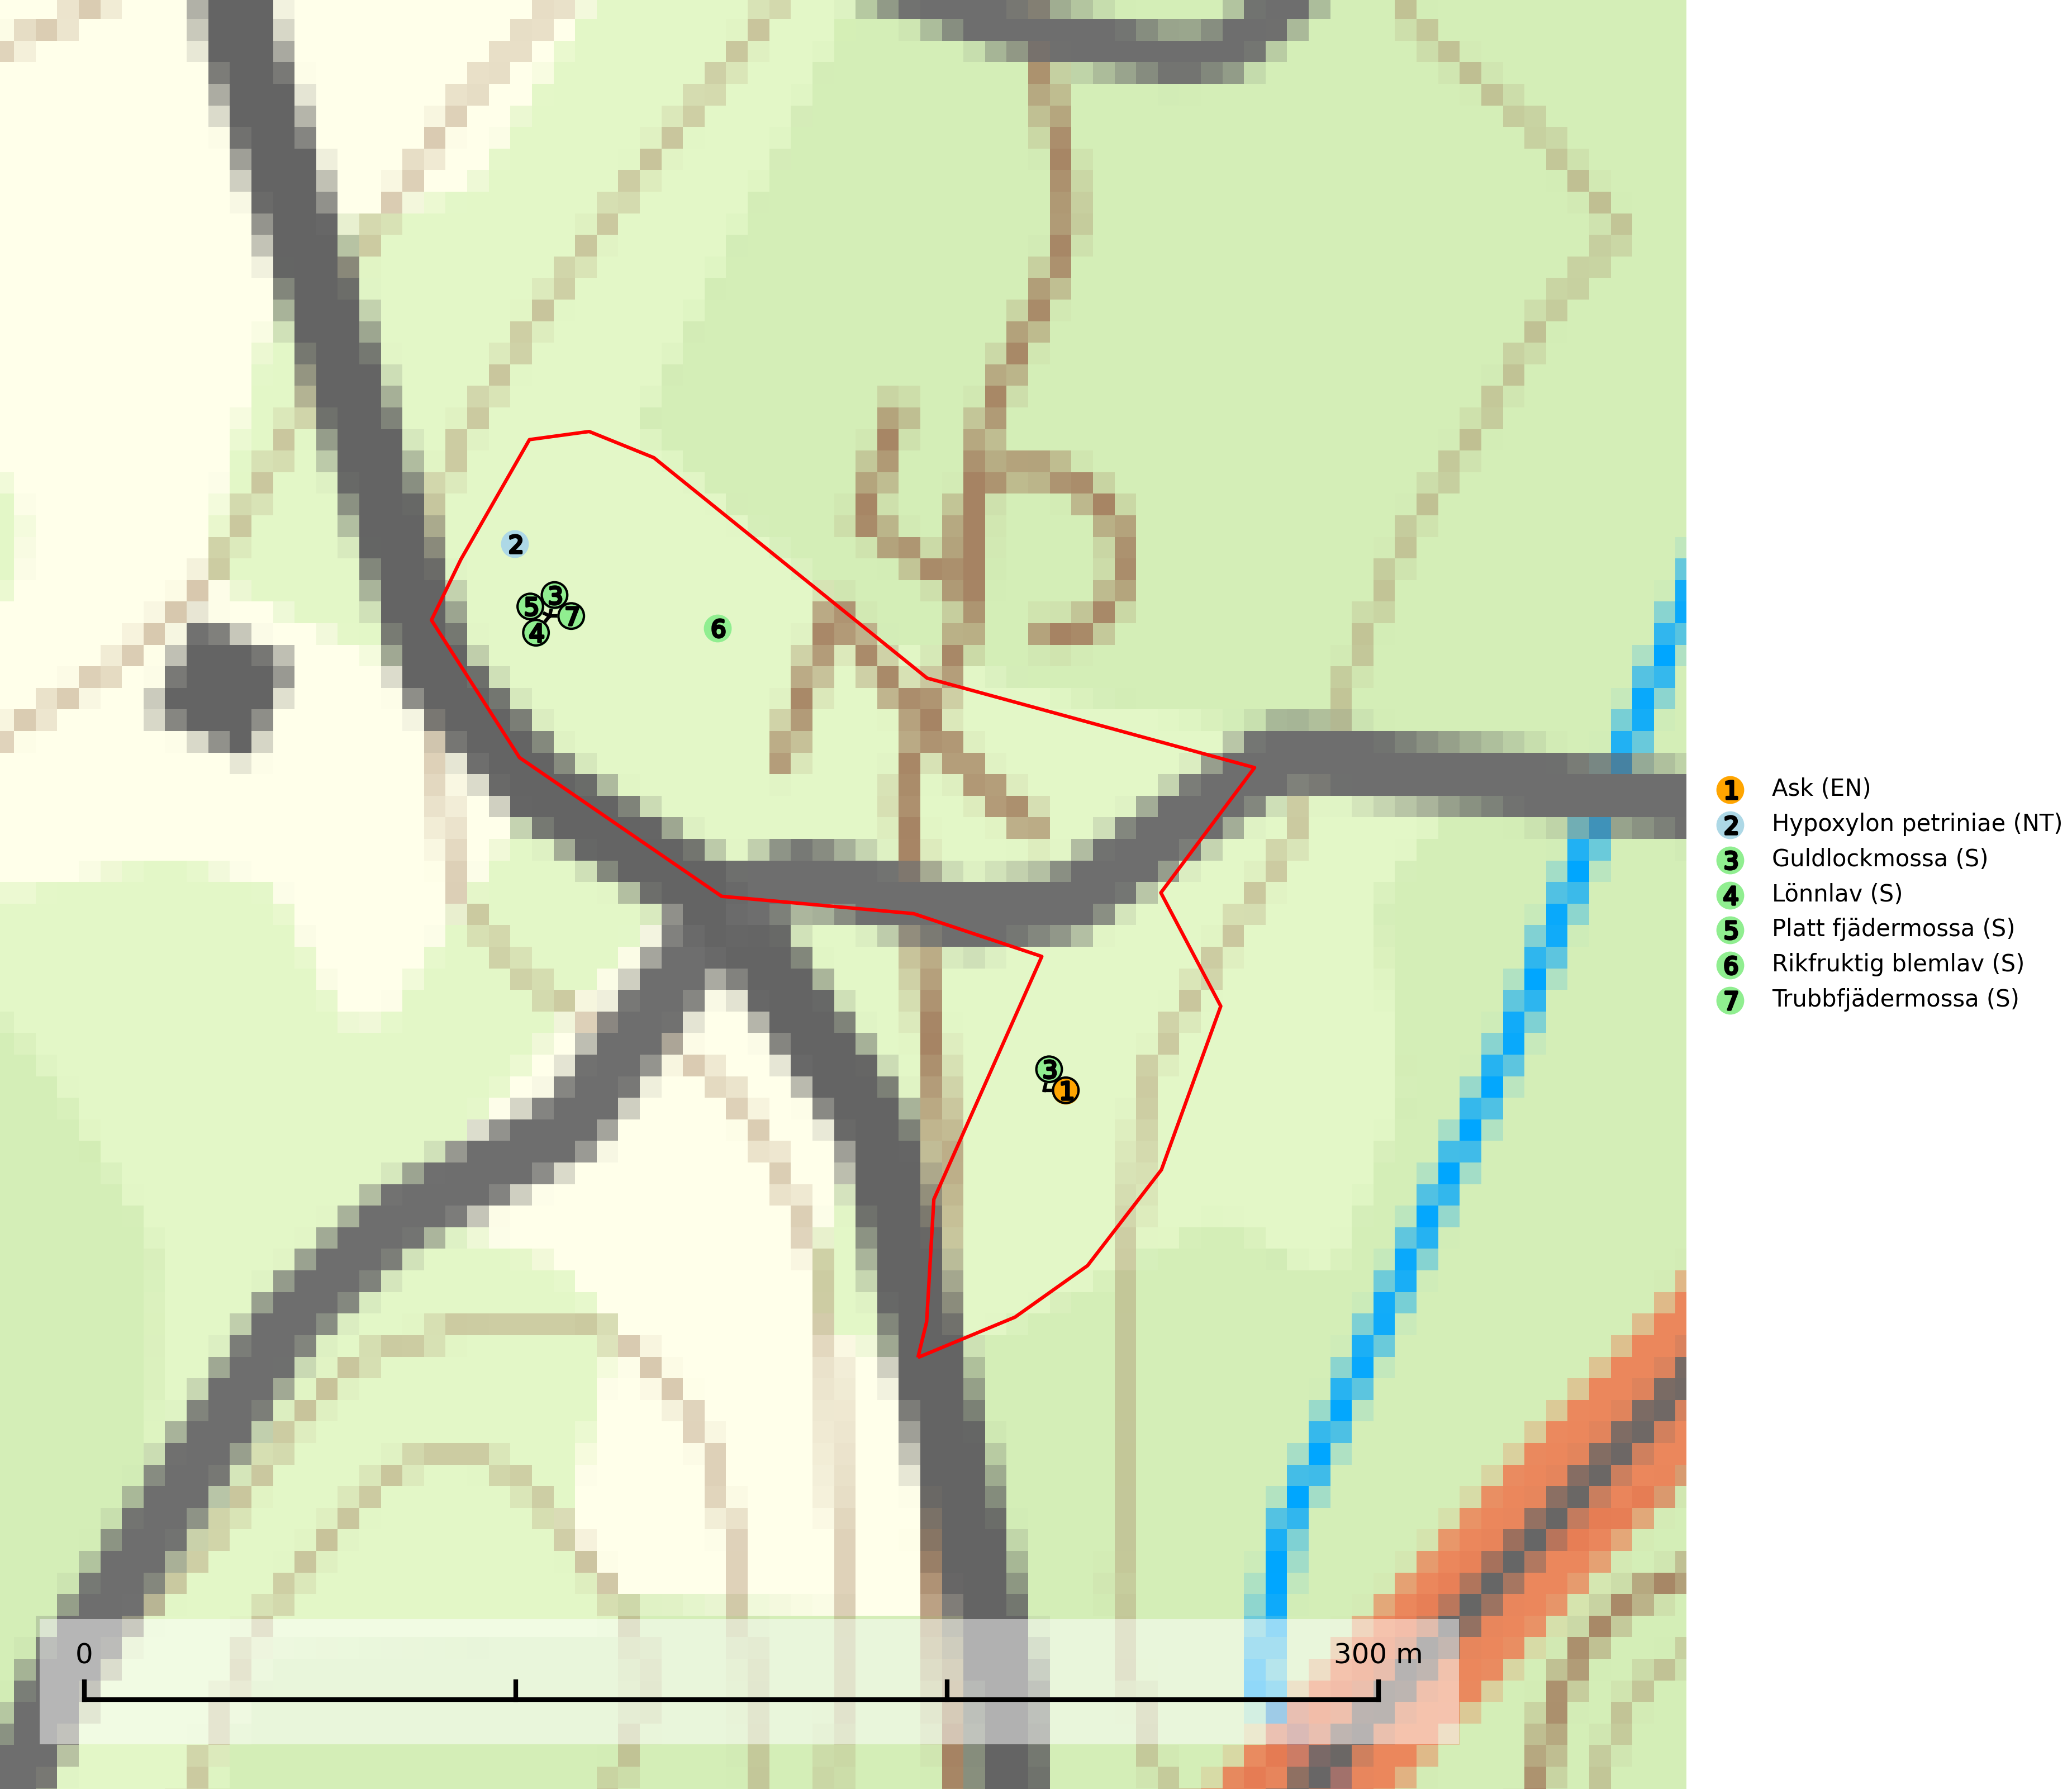 2
3
5
7
4
6
3
1
1 Ask (EN)
2 Hypoxylon petriniae (NT)
3 Guldlockmossa (S)
4 Lönnlav (S)
5 Platt fjädermossa (S)
6 Rikfruktig blemlav (S)
7 Trubbfjädermossa (S)
0 300 m